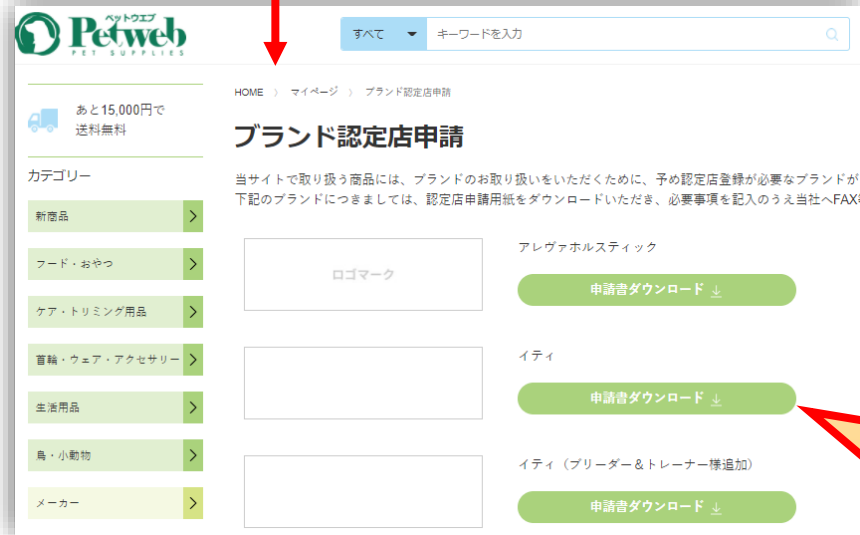 ペットウエブ
Petweb
PET SUPPLIES
すべて
キーワードを入力
あと15,000円で
送料無料
カテゴリー
新商品
フード・おやつ
ケア・トリミング用品
首輪・ウェア・アクセサリー
生活用品
鳥・小動物
メーカー
HOME 〉 マイページ 〉 ブランド認定店申請
ブランド認定店申請
当サイトで取り扱う商品には、ブランドのお取り扱いをいただくために、予め認定店登録が必要なブランドが
下記のブランドにつきましては、認定店申請用紙をダウンロードいただき、必要事項を記入のうえ当社へFAX
ロゴマーク
アレヴァホルスティック
申請書ダウンロード
イティ
申請書ダウンロード
イティ（ブリーダー＆トレーナー様追加）
申請書ダウンロード